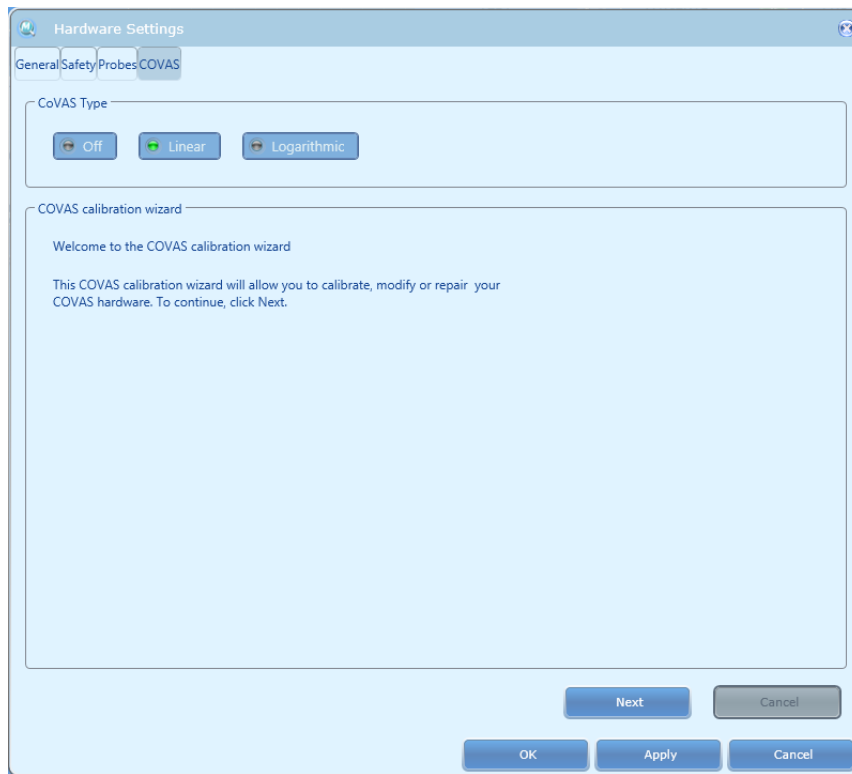 Hardware Settings
General Safety Probes COVAS
CoVAS Type
Off Linear Logarithmic
COVAS calibration wizard
Welcome to the COVAS calibration wizard
This COVAS calibration wizard will allow you to calibrate, modify or repair your
COVAS hardware. To continue, click Next.
Next Cancel
OK Apply Cancel